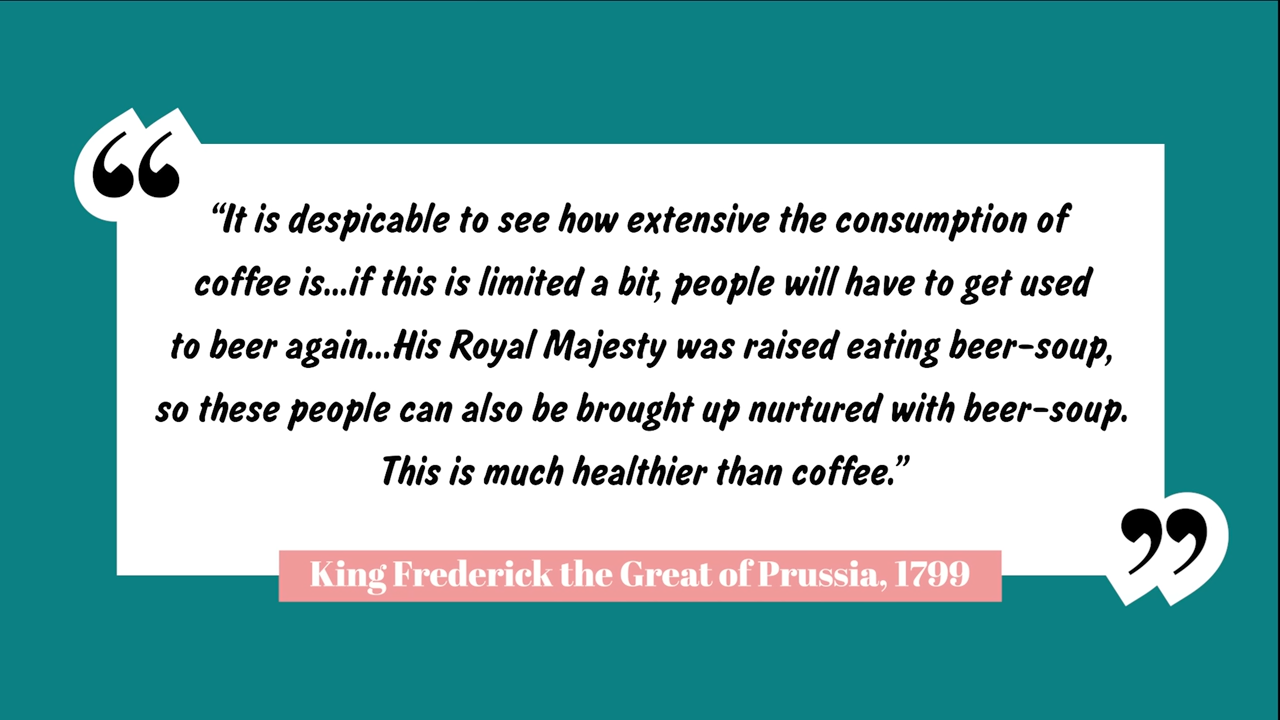 “It is despicable to see how extensive the consumption of
coffee is...if this is limited a bit, people will have to get used
to beer again...His Royal Majesty was raised eating beer-soup,
so these people can also be brought up nurtured with beer-soup.
This is much healthier than coffee.”
King Frederick the Great of Prussia, 1799